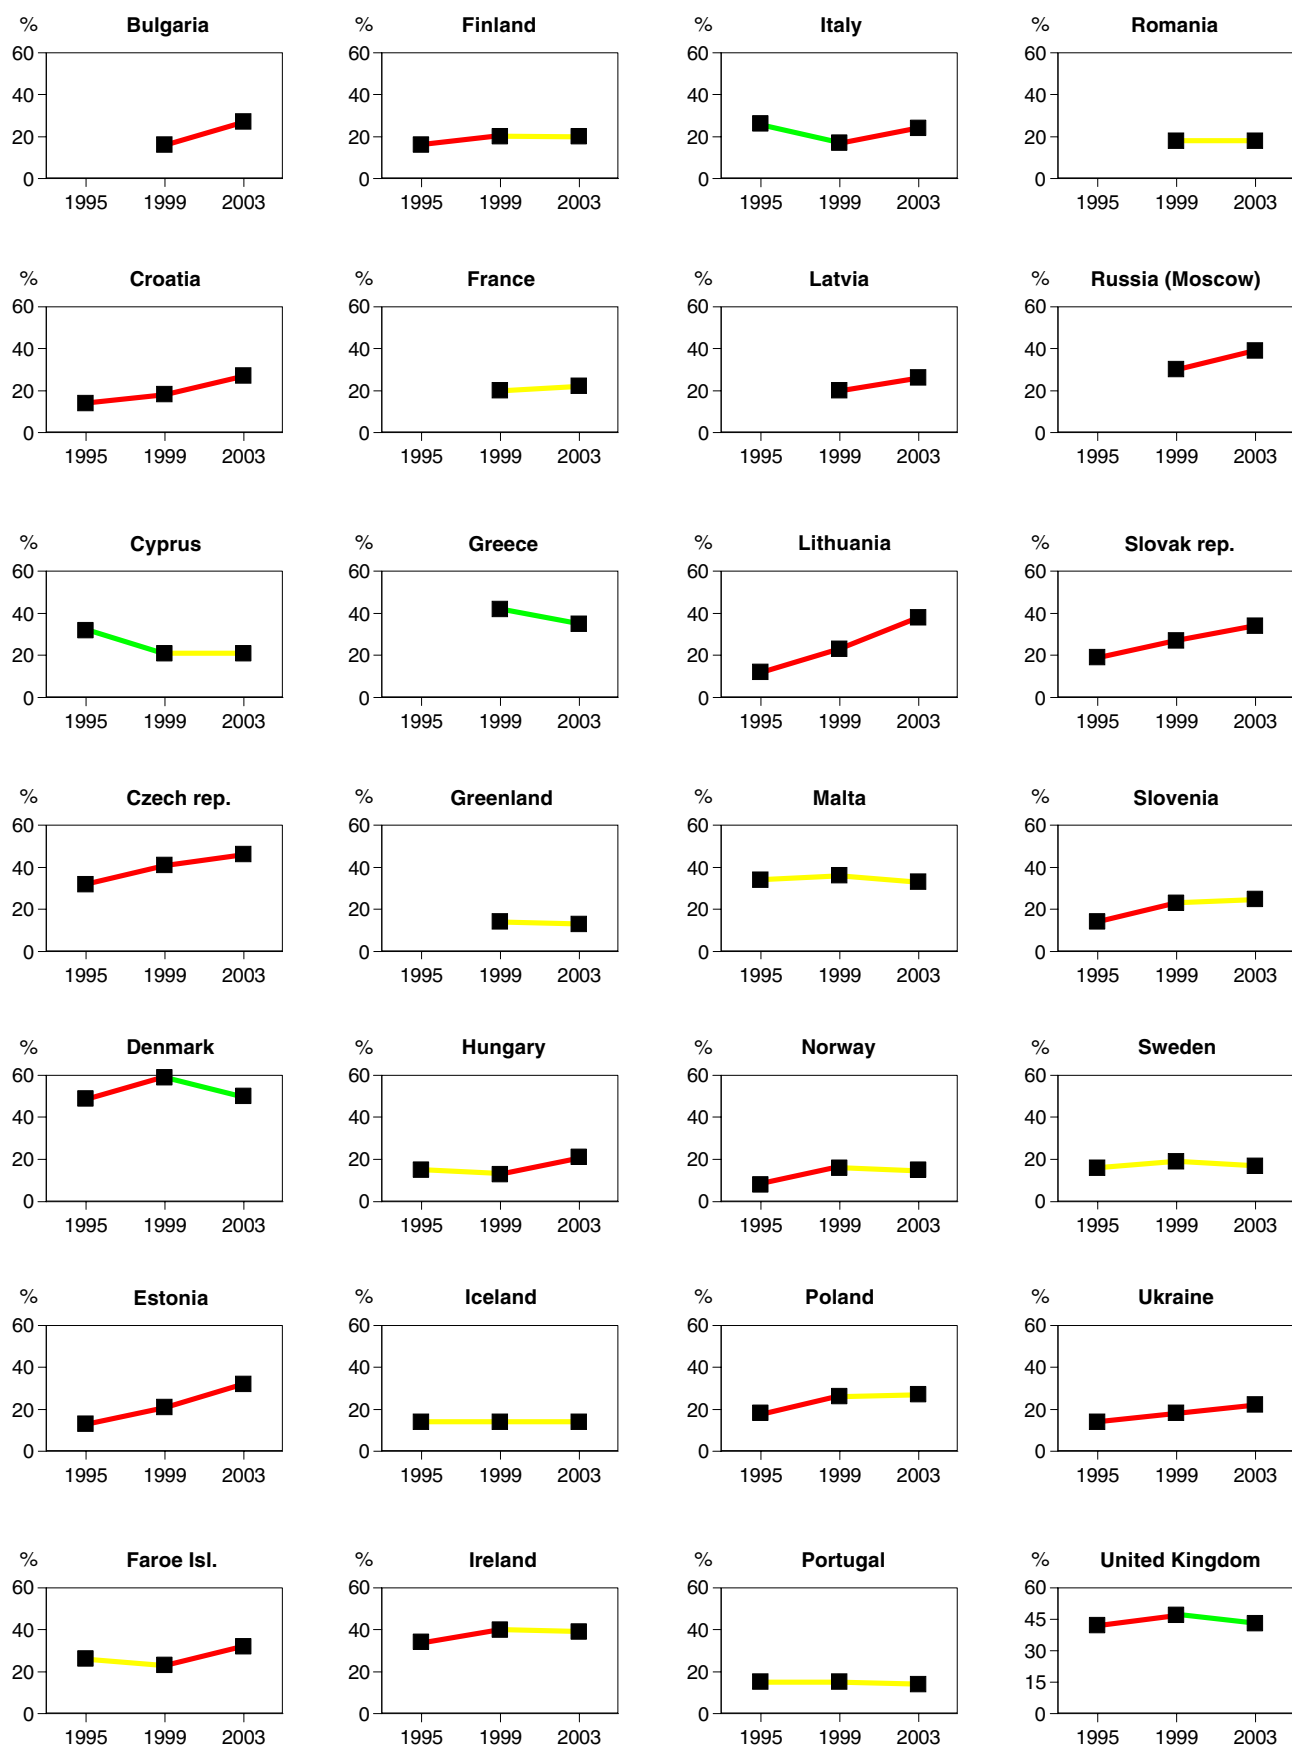 % Bulgaria % Finland % Italy % Romania
60 60 60 60
40 40 40 40
20 20 20 20
0 0 0 0
1995 1999 2003 1995 1999 2003 1995 1999 2003 1995 1999 2003
% Croatia % France % Latvia % Russia (Moscow)
60 60 60 60
40 40 40 40
20 20 20 20
0 0 0 0
1995 1999 2003 1995 1999 2003 1995 1999 2003 1995 1999 2003
% Cyprus % Greece % Lithuania % Slovak rep.
60 60 60 60
40 40 40 40
20 20 20 20
0 0 0 0
1995 1999 2003 1995 1999 2003 1995 1999 2003 1995 1999 2003
% Czech rep. % Greenland % Malta % Slovenia
60 60 60 60
40 40 40 40
20 20 20 20
0 0 0 0
1995 1999 2003 1995 1999 2003 1995 1999 2003 1995 1999 2003
% Denmark % Hungary % Norway % Sweden
60 60 60 60
40 40 40 40
20 20 20 20
0 0 0 0
1995 1999 2003 1995 1999 2003 1995 1999 2003 1995 1999 2003
% Estonia % Iceland % Poland % Ukraine
60 60 60 60
40 40 40 40
20 20 20 20
0 0 0 0
1995 1999 2003 1995 1999 2003 1995 1999 2003 1995 1999 2003
% Faroe Isl. % Ireland % Portugal % United Kingdom
60 60 60 60
40 40 40 45
20 20 20 30
15
0 0 0 0
1995 1999 2003 1995 1999 2003 1995 1999 2003 1995 1999 2003